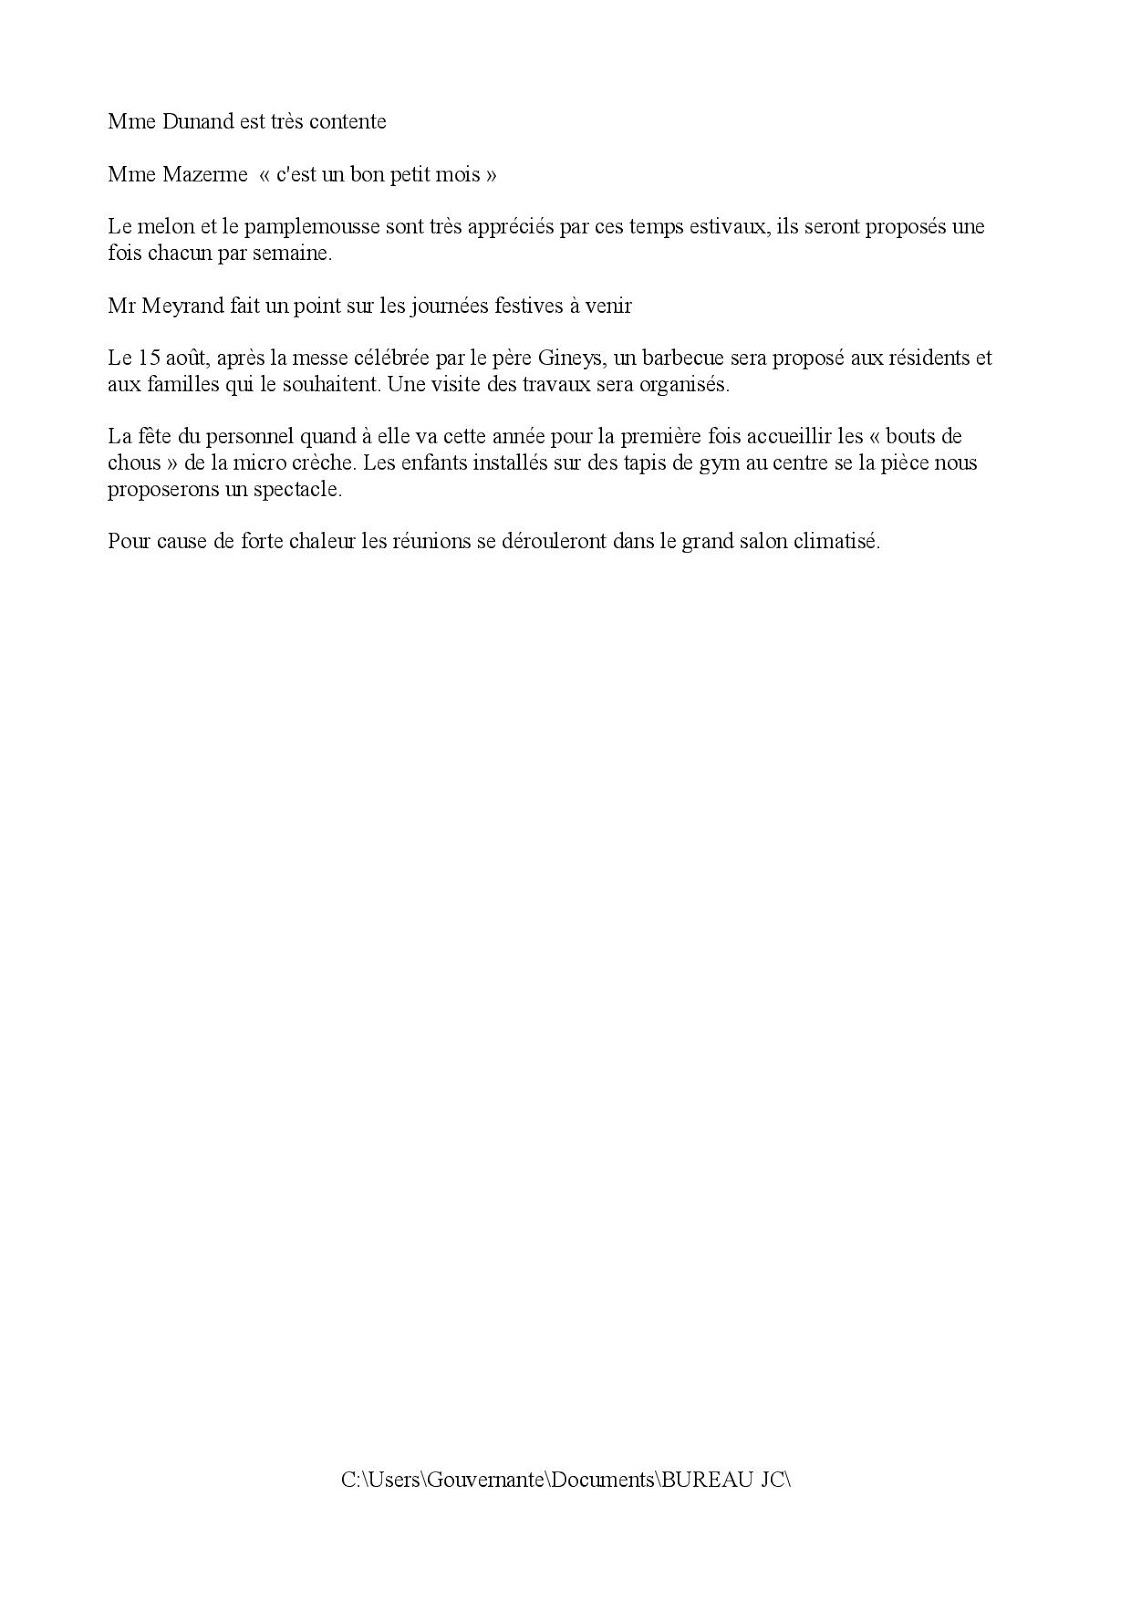 Mme Dunand est très contente
Mme Mazerme « c'est un bon petit mois »
Le melon et le pamplemousse sont très appréciés par ces temps estivaux, ils seront proposés une
fois chacun par semaine.
Mr Meyrand fait un point sur les journées festives à venir
Le 15 août, après la messe célébrée par le père Gineys, un barbecue sera proposé aux résidents et
aux familles qui le souhaitent. Une visite des travaux sera organisés.
La fête du personnel quand à elle va cette année pour la première fois accueillir les « bouts de
chous » de la micro crèche. Les enfants installés sur des tapis de gym au centre se la pièce nous
proposerons un spectacle.
Pour cause de forte chaleur les réunions se dérouleront dans le grand salon climatisé.
C:\Users\Gouvernante\Documents\BUREAU JC\